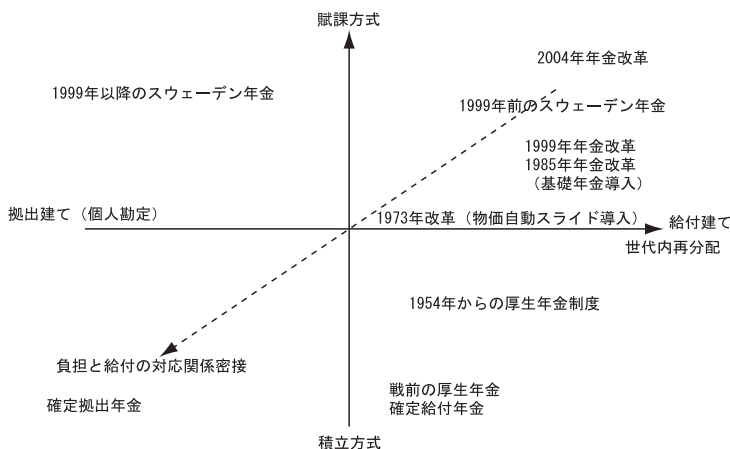 賦課方式
2004年年金改革
1999年以降のスウェーデン年金
1999年前のスウェーデン年金
1999年年金改革
1985年年金改革
（基礎年金導入）
拠出建て（個人勘定）
1973年改革（物価自動スライド導入）
給付建て
世代内再分配
1954年からの厚生年金制度
負担と給付の対応関係密接
確定拠出年金
戦前の厚生年金
確定給付年金
積立方式